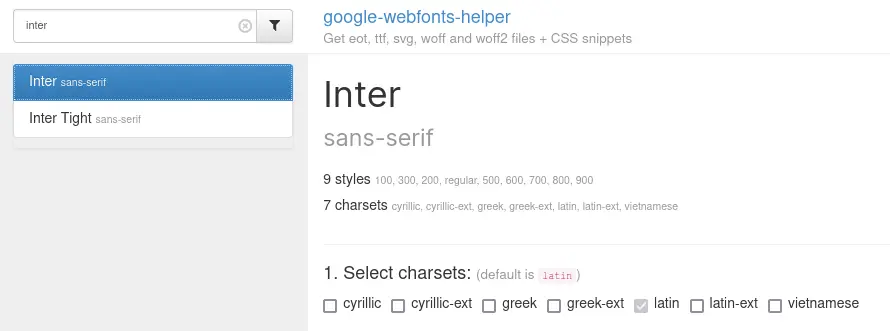 inter
google-webfonts-helper
Get eot, ttf, svg, woff and woff2 files + CSS snippets
Inter sans-serif
Inter Tight sans-serif
Inter
sans-serif
9 styles 100, 300, 200, regular, 500, 600, 700, 800, 900
7 charsets cyrillic, cyrillic-ext, greek, greek-ext, latin, latin-ext, vietnamese
1. Select charsets: (default is latin)
cyrillic cyrillic-ext greek greek-ext latin latin-ext vietnamese